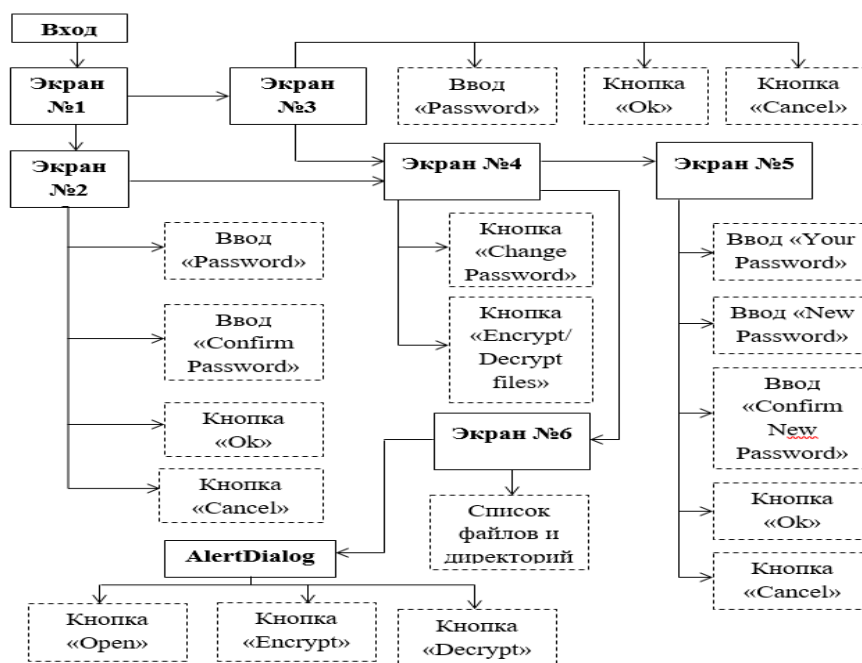 Вход
Экран
№1
Экран
№3
Ввод
«Password»
Кнопка
«Ok»
Кнопка
«Cancel»
Экран
№2
Экран №4
Экран №5
Ввод
«Password»
Ввод
«Confirm
Password»
Кнопка
«Ok»
Кнопка
«Cancel»
Кнопка
«Change
Password»
Кнопка
«Encrypt/
Decrypt
files»
Ввод «Your
Password»
Ввод «New
Password»
Ввод
«Confirm
New
Password»
Кнопка
«Ok»
Кнопка
«Cancel»
Экран №6
Список
файлов и
директорий
AlertDialog
Кнопка
«Open»
Кнопка
«Encrypt»
Кнопка
«Decrypt»